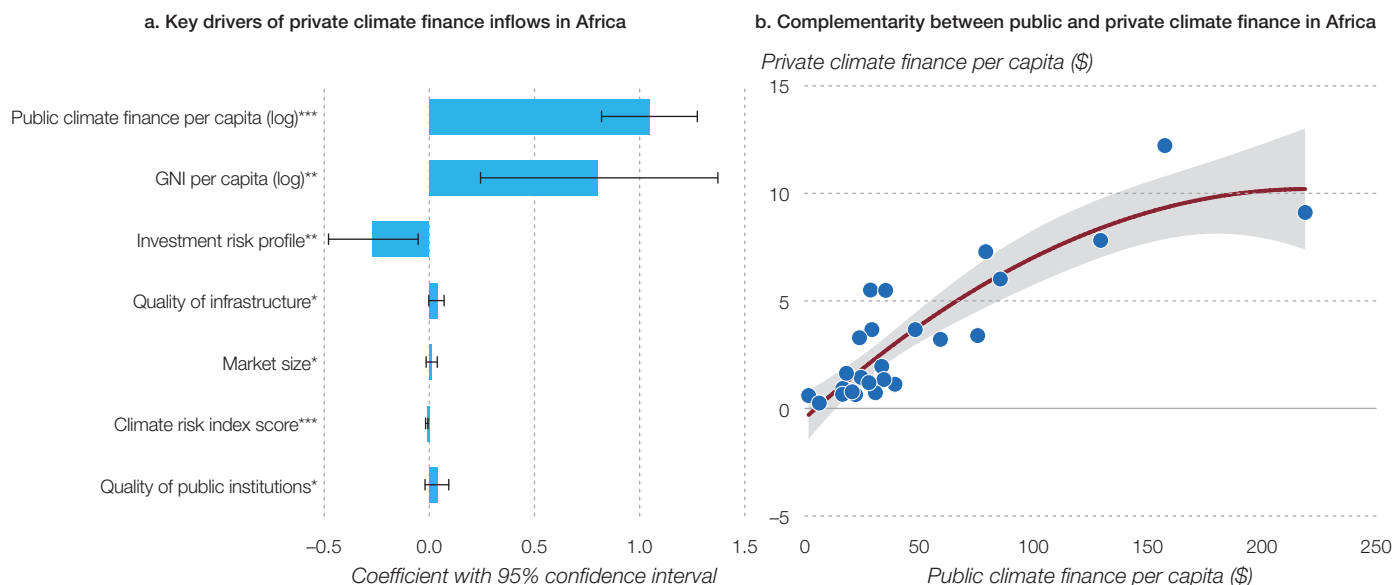 a. Key drivers of private climate finance inflows in Africa
Public climate finance per capita (log)***
GNI per capita (log)**
Investment risk profile**
Quality of infrastructure*
Market size*
Climate risk index score***
Quality of public institutions*
–0.5 0.0 0.5 1.0 1.5
Coefficient with 95% confidence interval
b. Complementarity between public and private climate finance in Africa
Private climate finance per capita ($)
15
10
5
0
–5
0 50 100 150 200 250
Public climate finance per capita ($)